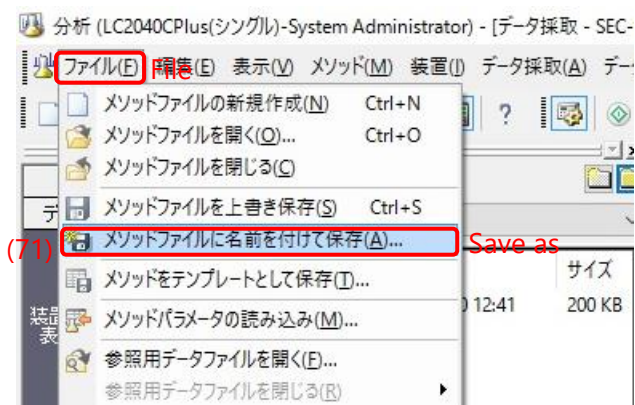 分析 (LC2040CPlus(シングル)-System Administrator) - [データ採取 - SEC-
ファイル(F) File 編集(E) 表示(V) メソッド(M) 装置(I) データ採取(A) デー
メソッドファイルの新規作成(N) Ctrl+N
?
メソッドファイルを開く(O)... Ctrl+O
メソッドファイルを閉じる(C)
メソッドファイルを上書き保存(S) Ctrl+S
デ
(71) メソッドファイルに名前を付けて保存(A)... Save as
サイズ
メソッドをテンプレートとして保存(T)...
12:41 200 KB
メソッドパラメータの読み込み(M)...
装置
表
参照用データファイルを開く(F)...
参照用データファイルを閉じる(R)